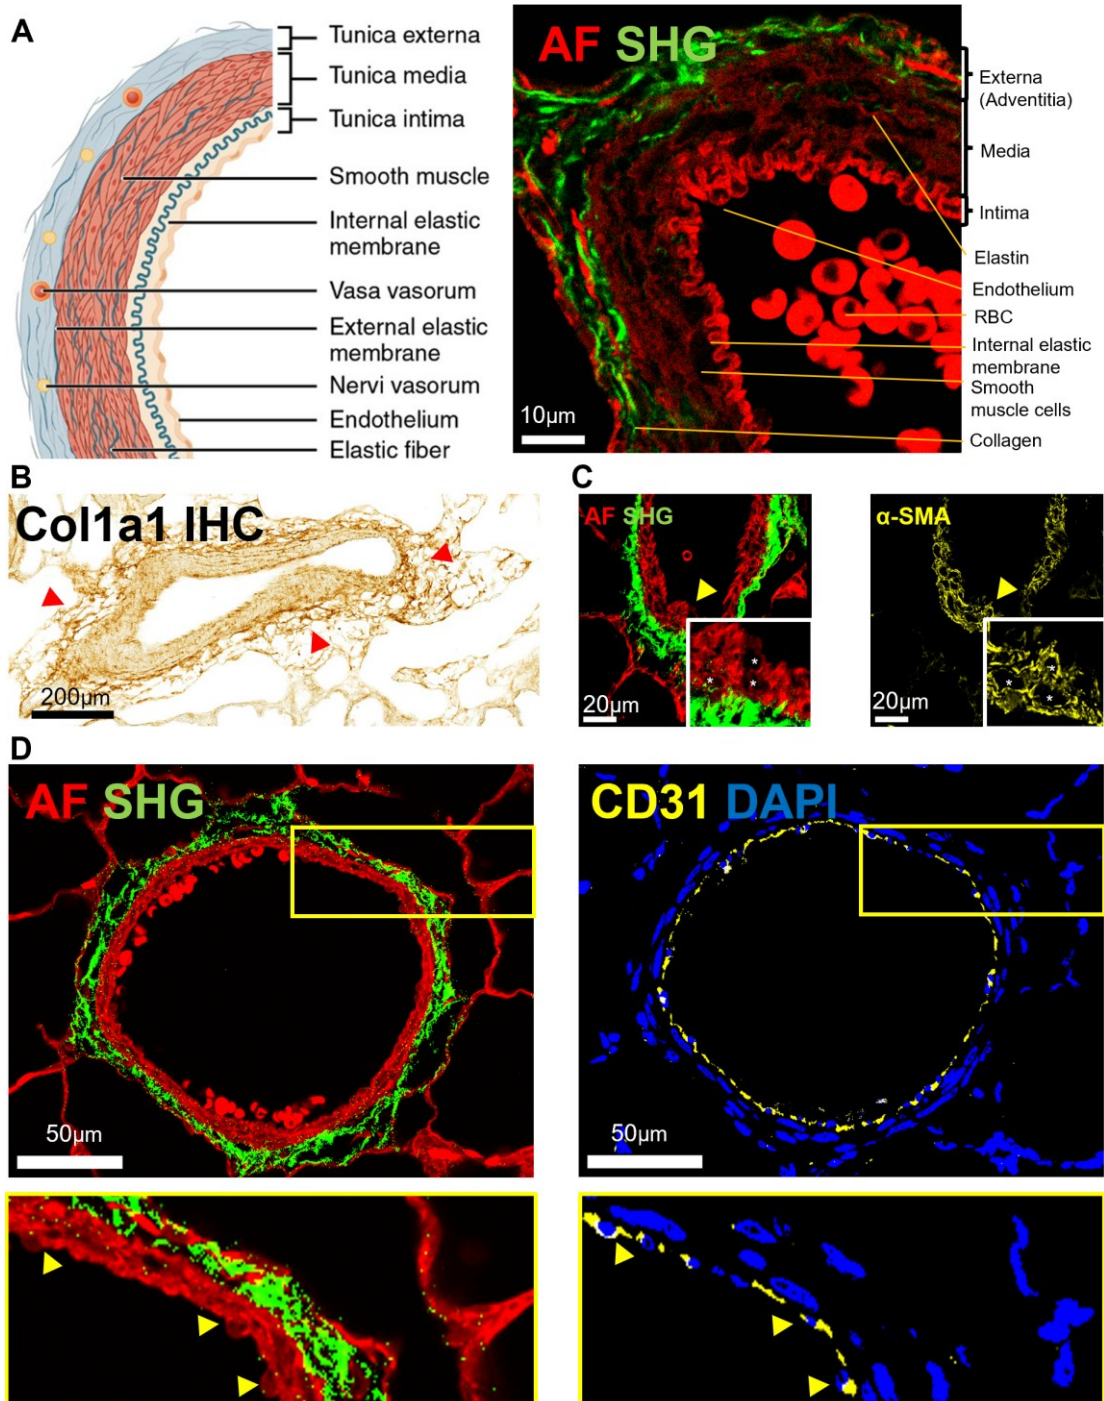 A
Tunica externa
Tunica media
Tunica intima
Smooth muscle
Internal elastic
membrane
Vasa vasorum
External elastic
membrane
Nervi vasorum
Endothelium
Elastic fiber
AF SHG
Externa
(Adventitia)
Media
Intima
Elastin
Endothelium
RBC
Internal elastic
membrane
Smooth
muscle cells
Collagen
10μm
B
Col1a1 IHC
200μm
C
AF SHG
20μm
* * *
α-SMA
20μm
* * *
D
AF SHG
50μm
CD31 DAPI
50μm